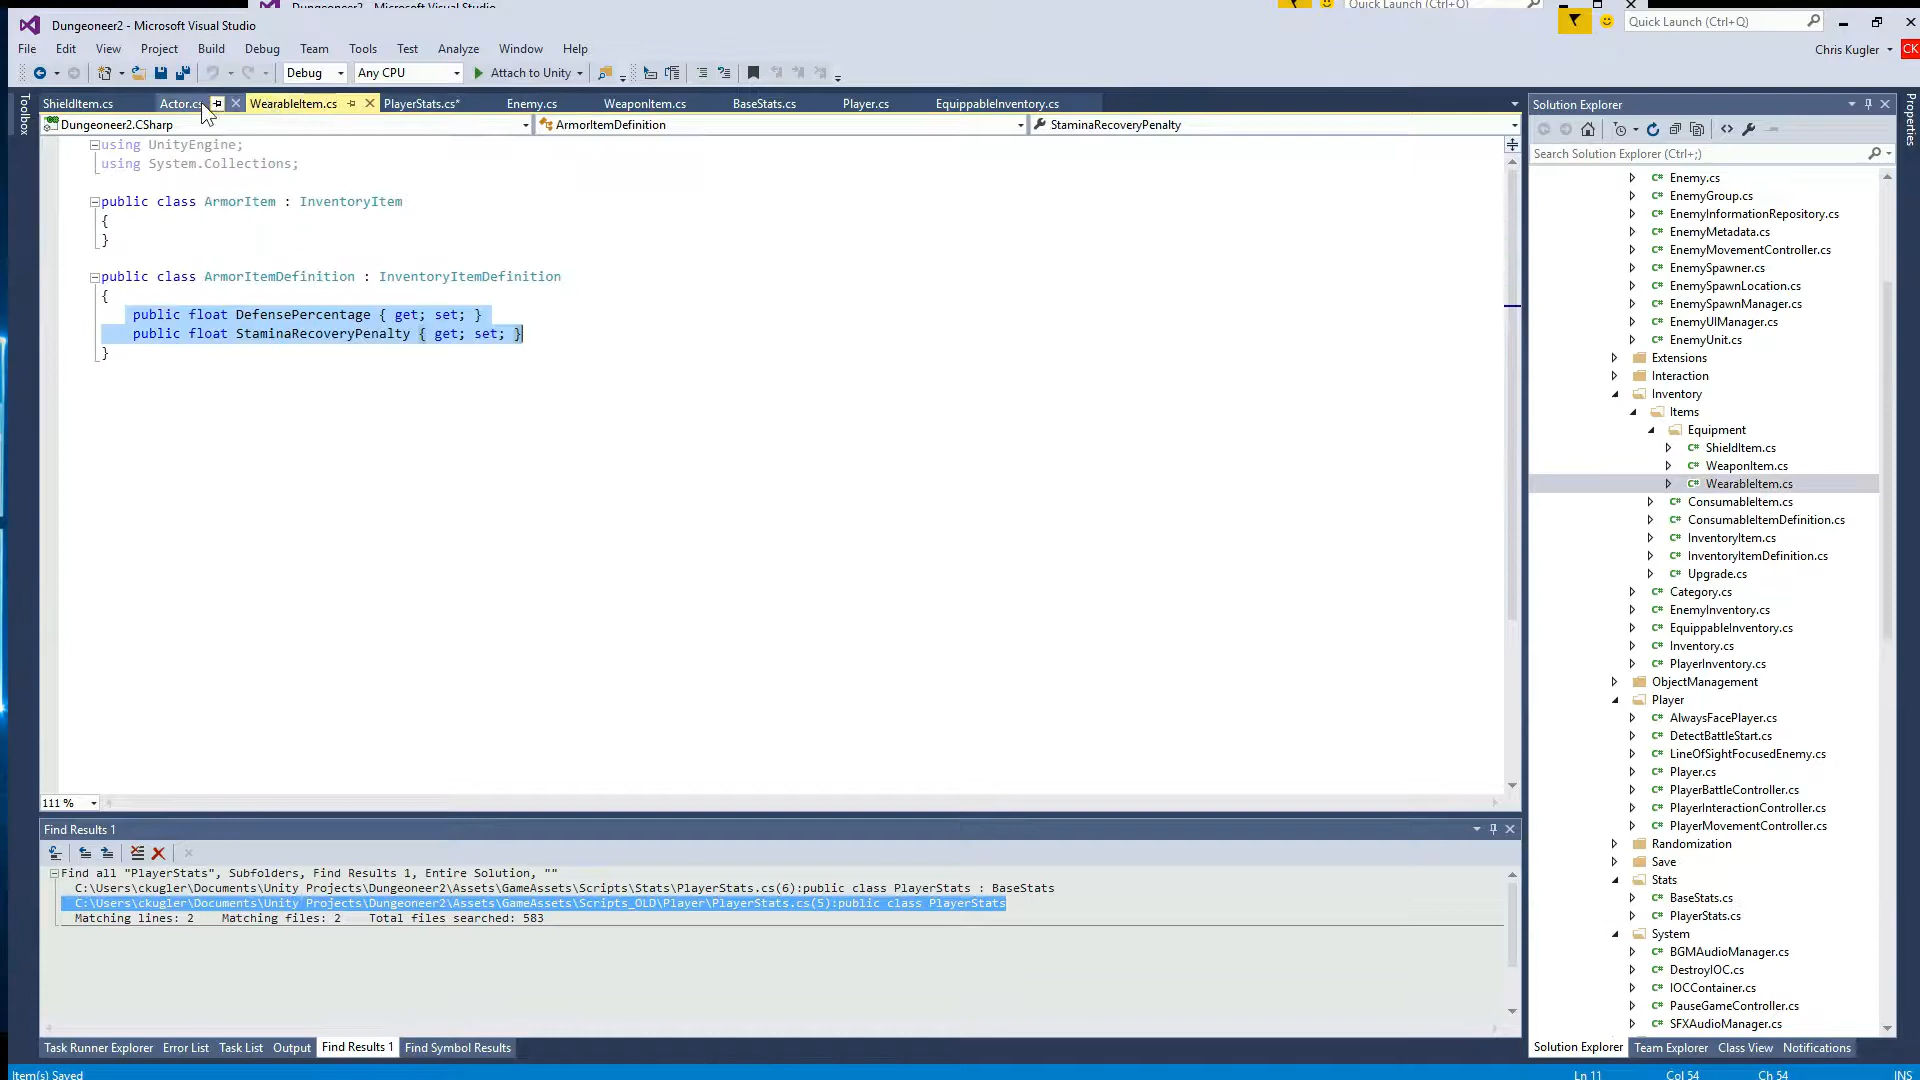 Dungeoneer2 - Microsoft Visual Studio
Quick Launch (Ctrl+Q)
Dungeoneer2 - Microsoft Visual Studio
Quick Launch (Ctrl+Q)
File Edit View Project Build Debug Team Tools Test Analyze Window Help
Chris Kugler CK
Debug Any CPU Attach to Unity
Toolbox
ShieldItem.cs Actor.cs WearableItem.cs PlayerStats.cs* Enemy.cs WeaponItem.cs BaseStats.cs Player.cs EquippableInventory.cs
Dungeoneer2.CSharp ArmorItemDefinition StaminaRecoveryPenalty
using UnityEngine;
using System.Collections;
public class ArmorItem : InventoryItem
{
}
public class ArmorItemDefinition : InventoryItemDefinition
{
public float DefensePercentage { get; set; }
public float StaminaRecoveryPenalty { get; set; }
}
111 %
Find Results 1
Find all "PlayerStats", Subfolders, Find Results 1, Entire Solution, ""
C:\Users\ckugler\Documents\Unity Projects\Dungeoneer2\Assets\GameAssets\Scripts\Stats\PlayerStats.cs(6):public class PlayerStats : BaseStats
C:\Users\ckugler\Documents\Unity Projects\Dungeoneer2\Assets\GameAssets\Scripts_OLD\Player\PlayerStats.cs(5):public class PlayerStats
Matching lines: 2 Matching files: 2 Total files searched: 583
Task Runner Explorer Error List Task List Output Find Results 1 Find Symbol Results
Item(s) Saved
Ln 11 Col 54 Ch 54 INS
Solution Explorer
Search Solution Explorer (Ctrl+;)
Enemy.cs
EnemyGroup.cs
EnemyInformationRepository.cs
EnemyMetadata.cs
EnemyMovementController.cs
EnemySpawner.cs
EnemySpawnLocation.cs
EnemySpawnManager.cs
EnemyUIManager.cs
EnemyUnit.cs
Extensions
Interaction
Inventory
Items
Equipment
ShieldItem.cs
WeaponItem.cs
WearableItem.cs
ConsumableItem.cs
ConsumableItemDefinition.cs
InventoryItem.cs
InventoryItemDefinition.cs
Upgrade.cs
Category.cs
EnemyInventory.cs
EquippableInventory.cs
Inventory.cs
PlayerInventory.cs
ObjectManagement
Player
AlwaysFacePlayer.cs
DetectBattleStart.cs
LineOfSightFocusedEnemy.cs
Player.cs
PlayerBattleController.cs
PlayerInteractionController.cs
PlayerMovementController.cs
Randomization
Save
Stats
BaseStats.cs
PlayerStats.cs
System
BGMAudioManager.cs
DestroyIOC.cs
IOCContainer.cs
PauseGameController.cs
SFXAudioManager.cs
Solution Explorer Team Explorer Class View Notifications
Properties